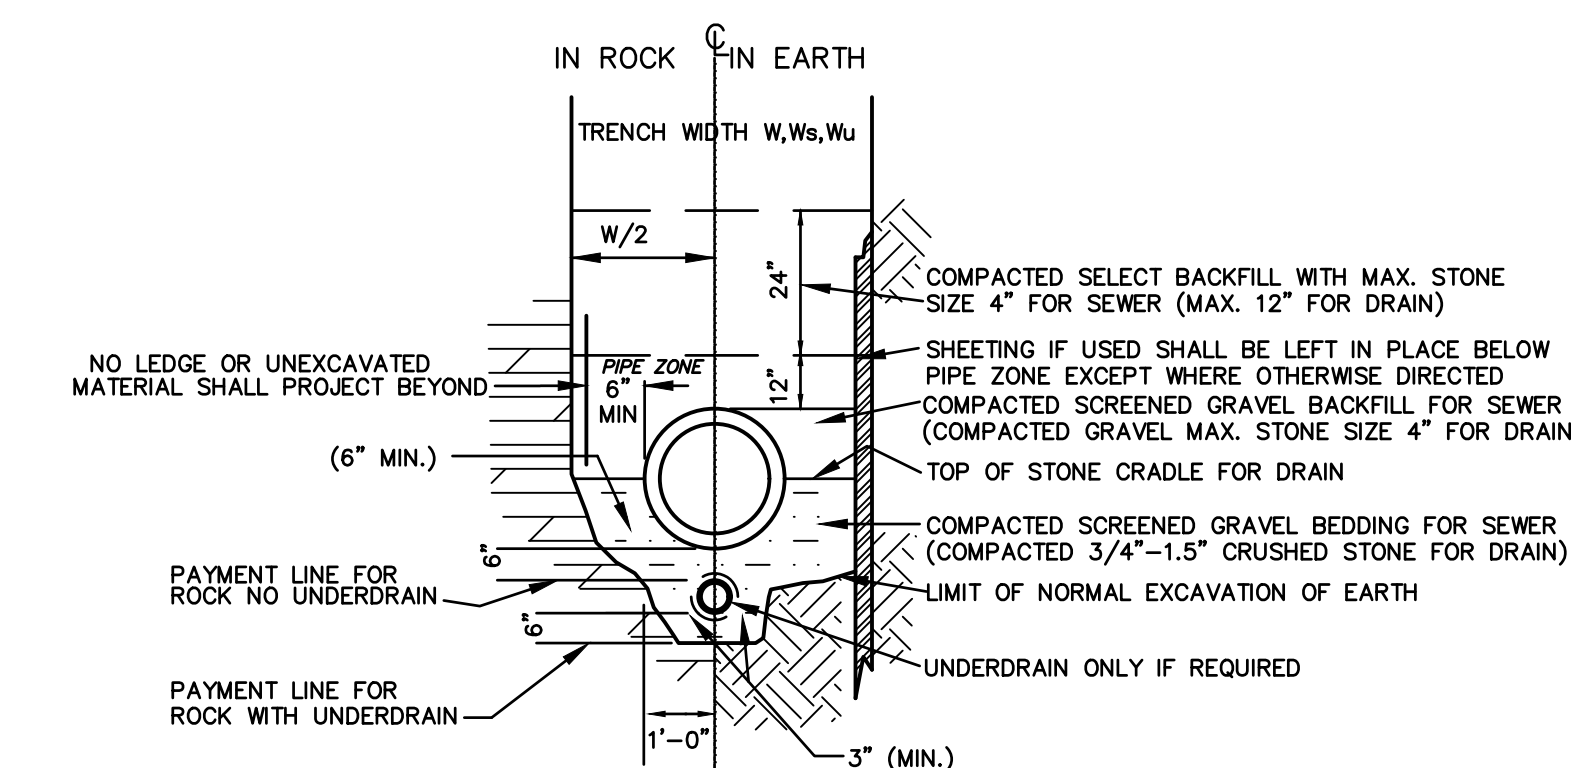 ℄
IN ROCK IN EARTH
TRENCH WIDTH W,Ws,Wu
W/2
24"
COMPACTED SELECT BACKFILL WITH MAX. STONE
SIZE 4" FOR SEWER (MAX. 12" FOR DRAIN)
SHEETING IF USED SHALL BE LEFT IN PLACE BELOW
PIPE ZONE EXCEPT WHERE OTHERWISE DIRECTED
NO LEDGE OR UNEXCAVATED
MATERIAL SHALL PROJECT BEYOND
PIPE ZONE
6"
MIN
12"
COMPACTED SCREENED GRAVEL BACKFILL FOR SEWER
(COMPACTED GRAVEL MAX. STONE SIZE 4" FOR DRAIN
(6" MIN.)
TOP OF STONE CRADLE FOR DRAIN
COMPACTED SCREENED GRAVEL BEDDING FOR SEWER
(COMPACTED 3/4"-1.5" CRUSHED STONE FOR DRAIN)
6"
PAYMENT LINE FOR
ROCK NO UNDERDRAIN
LIMIT OF NORMAL EXCAVATION OF EARTH
6"
UNDERDRAIN ONLY IF REQUIRED
PAYMENT LINE FOR
ROCK WITH UNDERDRAIN
1'-0"
3" (MIN.)